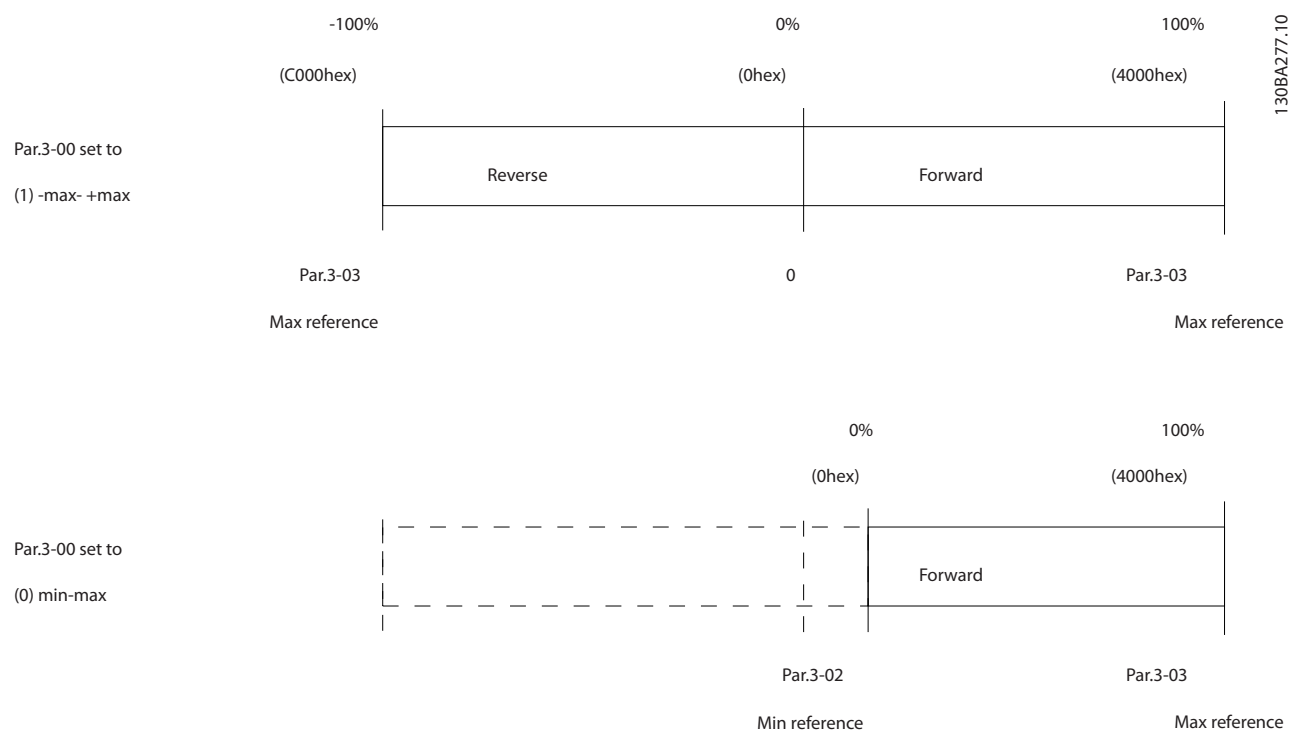 -100% 0% 100%
(C000hex) (0hex) (4000hex)
130BA277.10
Par.3-00 set to
(1) -max- +max
Reverse Forward
Par.3-03 0 Par.3-03
Max reference Max reference
0% 100%
(0hex) (4000hex)
Par.3-00 set to
(0) min-max
Forward
Par.3-02 Par.3-03
Min reference Max reference